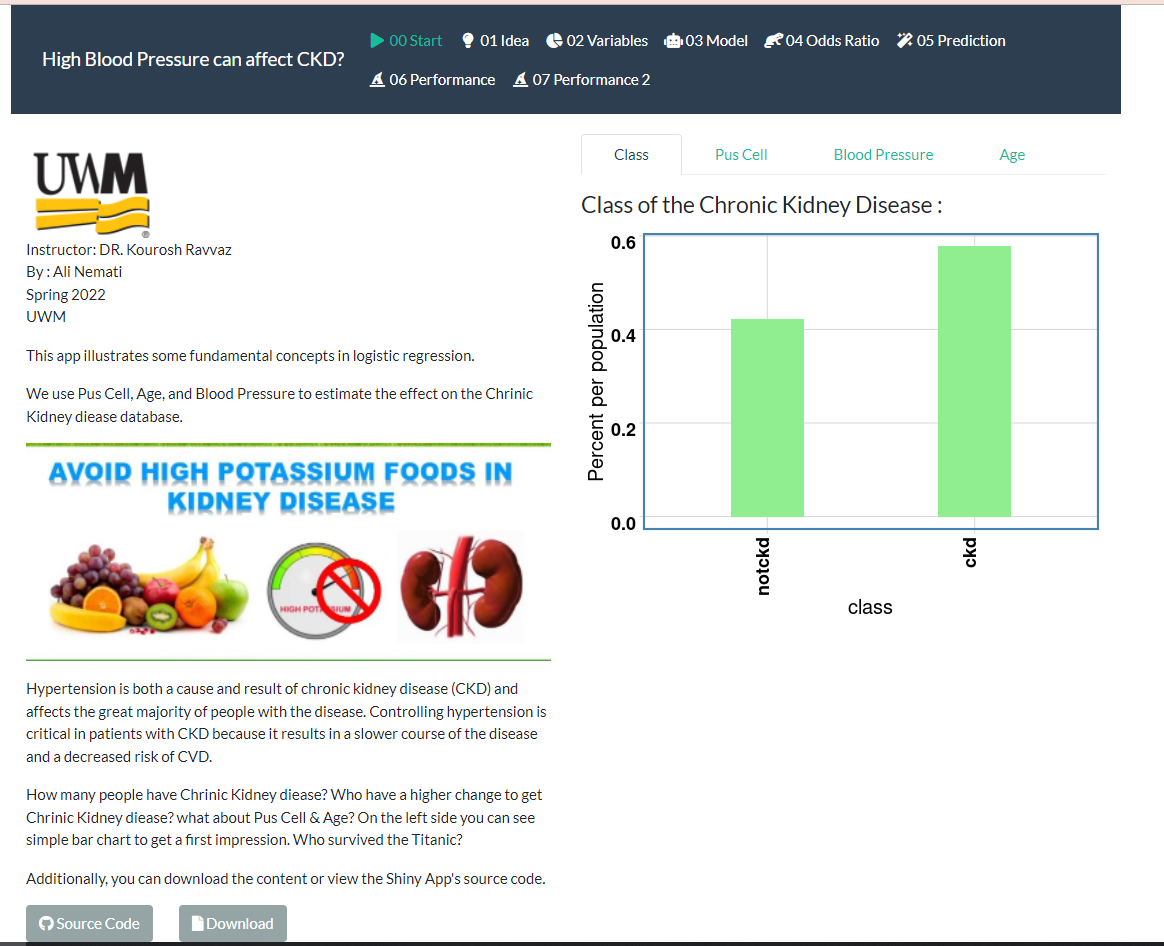 High Blood Pressure can affect CKD?
00 Start
01 Idea
02 Variables
03 Model
04 Odds Ratio
05 Prediction
06 Performance
07 Performance 2
UWM
®
Instructor: DR. Kourosh Ravvaz
By : Ali Nemati
Spring 2022
UWM
This app illustrates some fundamental concepts in logistic regression.
We use Pus Cell, Age, and Blood Pressure to estimate the effect on the Chrinic
Kidney diease database.
AVOID HIGH POTASSIUM FOODS IN
KIDNEY DISEASE
HIGH POTASSIUM
Hypertension is both a cause and result of chronic kidney disease (CKD) and
affects the great majority of people with the disease. Controlling hypertension is
critical in patients with CKD because it results in a slower course of the disease
and a decreased risk of CVD.
How many people have Chrinic Kidney diease? Who have a higher change to get
Chrinic Kidney diease? what about Pus Cell & Age? On the left side you can see
simple bar chart to get a first impression. Who survived the Titanic?
Additionally, you can download the content or view the Shiny App's source code.
Source Code
Download
Class
Pus Cell
Blood Pressure
Age
Class of the Chronic Kidney Disease :
Percent per population
0.6
0.4
0.2
0.0
notckd
ckd
class